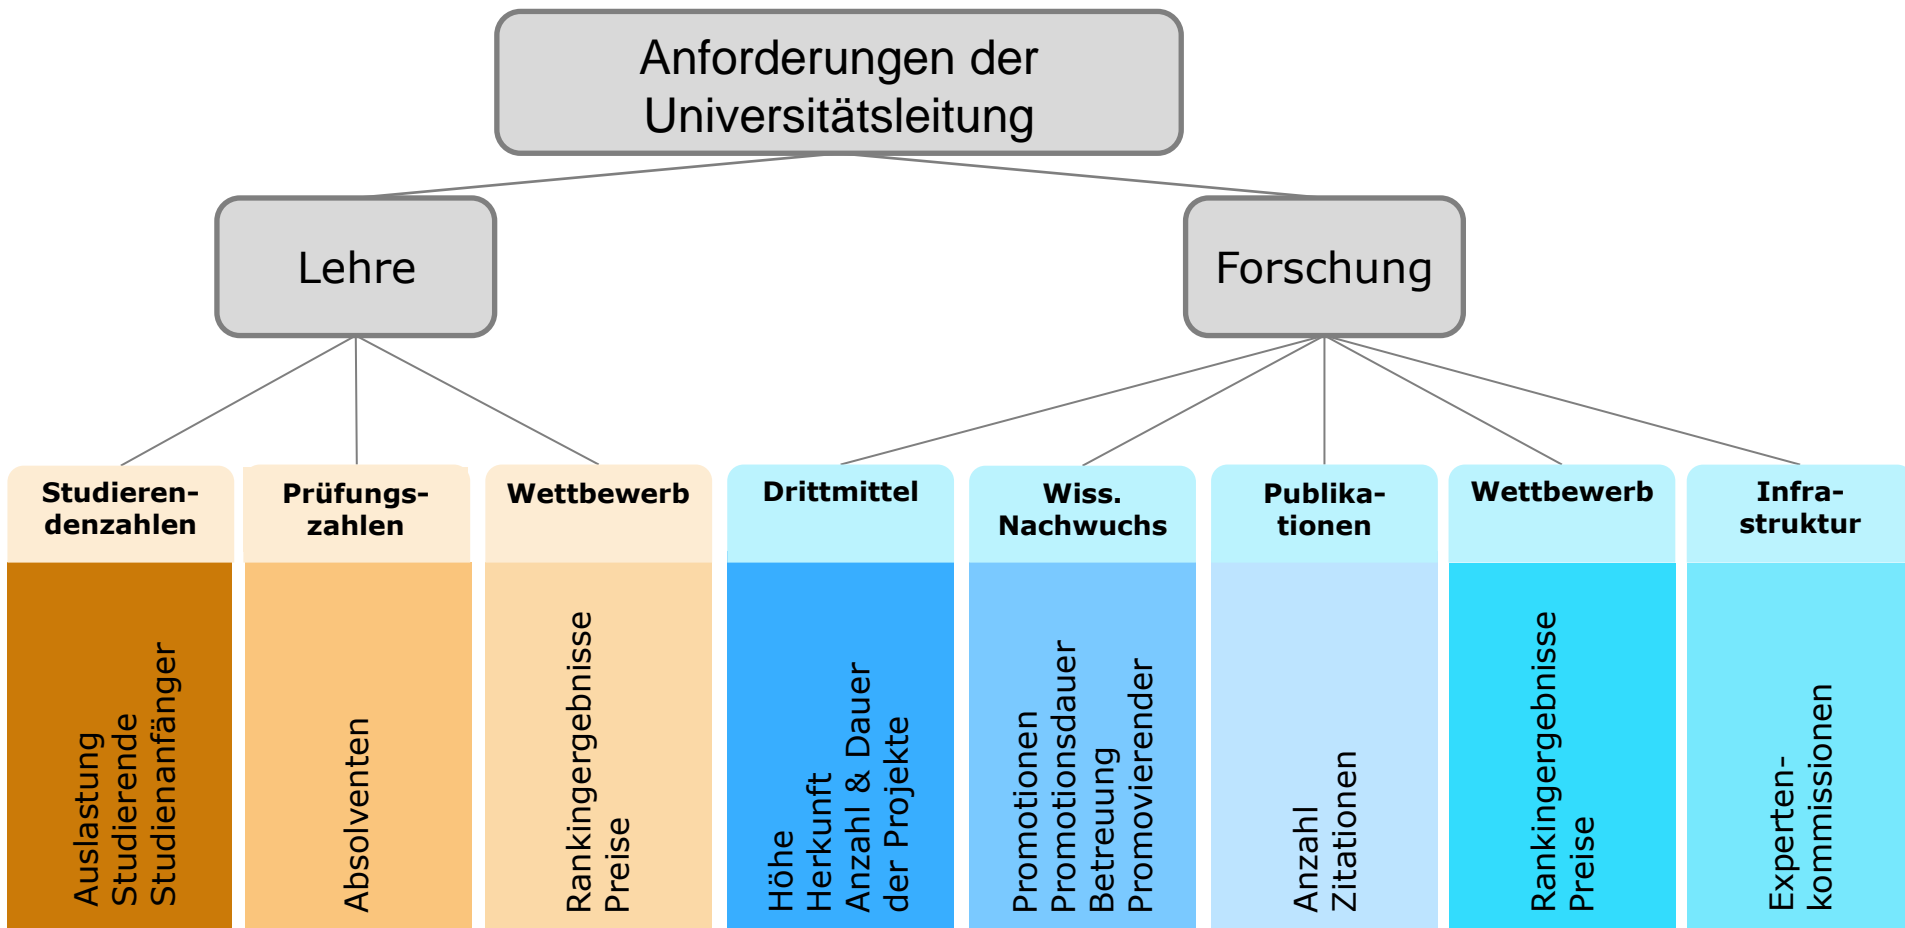 Anforderungen der
Universitätsleitung
Lehre
Forschung
Studieren-
denzahlen
Prüfungs-
zahlen
Wettbewerb
Drittmittel
Wiss.
Nachwuchs
Publika-
tionen
Wettbewerb
Infra-
struktur
Auslastung
Studierende
Studienanfänger
Absolventen
Rankingergebnisse
Preise
Höhe
Herkunft
Anzahl & Dauer
der Projekte
Promotionen
Promotionsdauer
Betreuung
Promovierender
Anzahl
Zitationen
Rankingergebnisse
Preise
Experten-
kommissionen